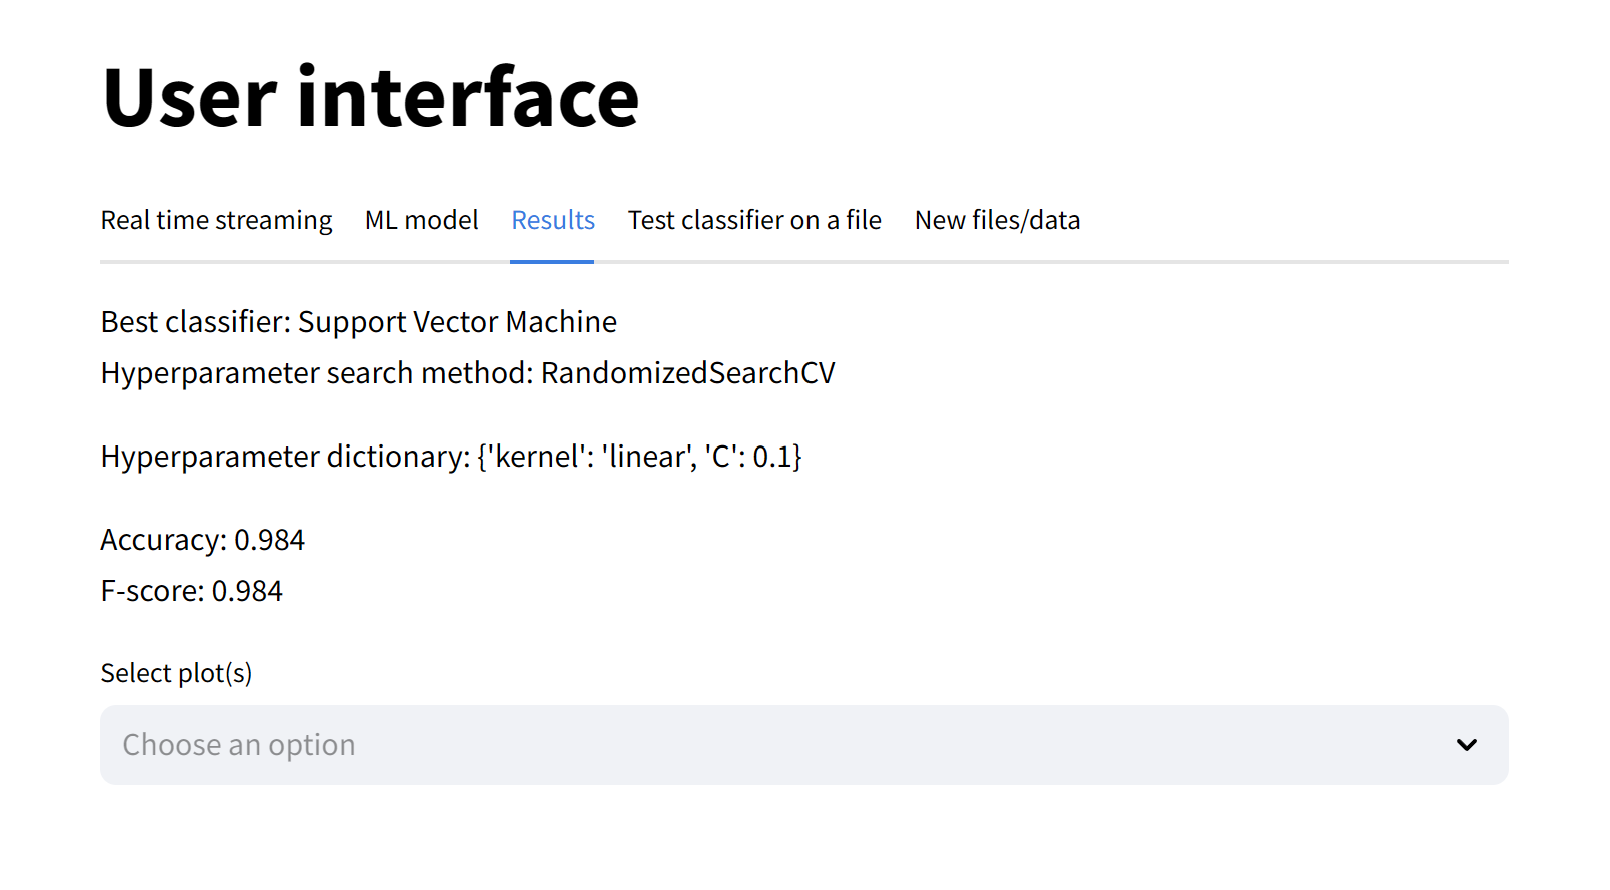 User interface
Real time streaming ML model Results Test classifier on a file New files/data
Best classifier: Support Vector Machine
Hyperparameter search method: RandomizedSearchCV
Hyperparameter dictionary: {'kernel': 'linear', 'C': 0.1}
Accuracy: 0.984
F-score: 0.984
Select plot(s)
Choose an option